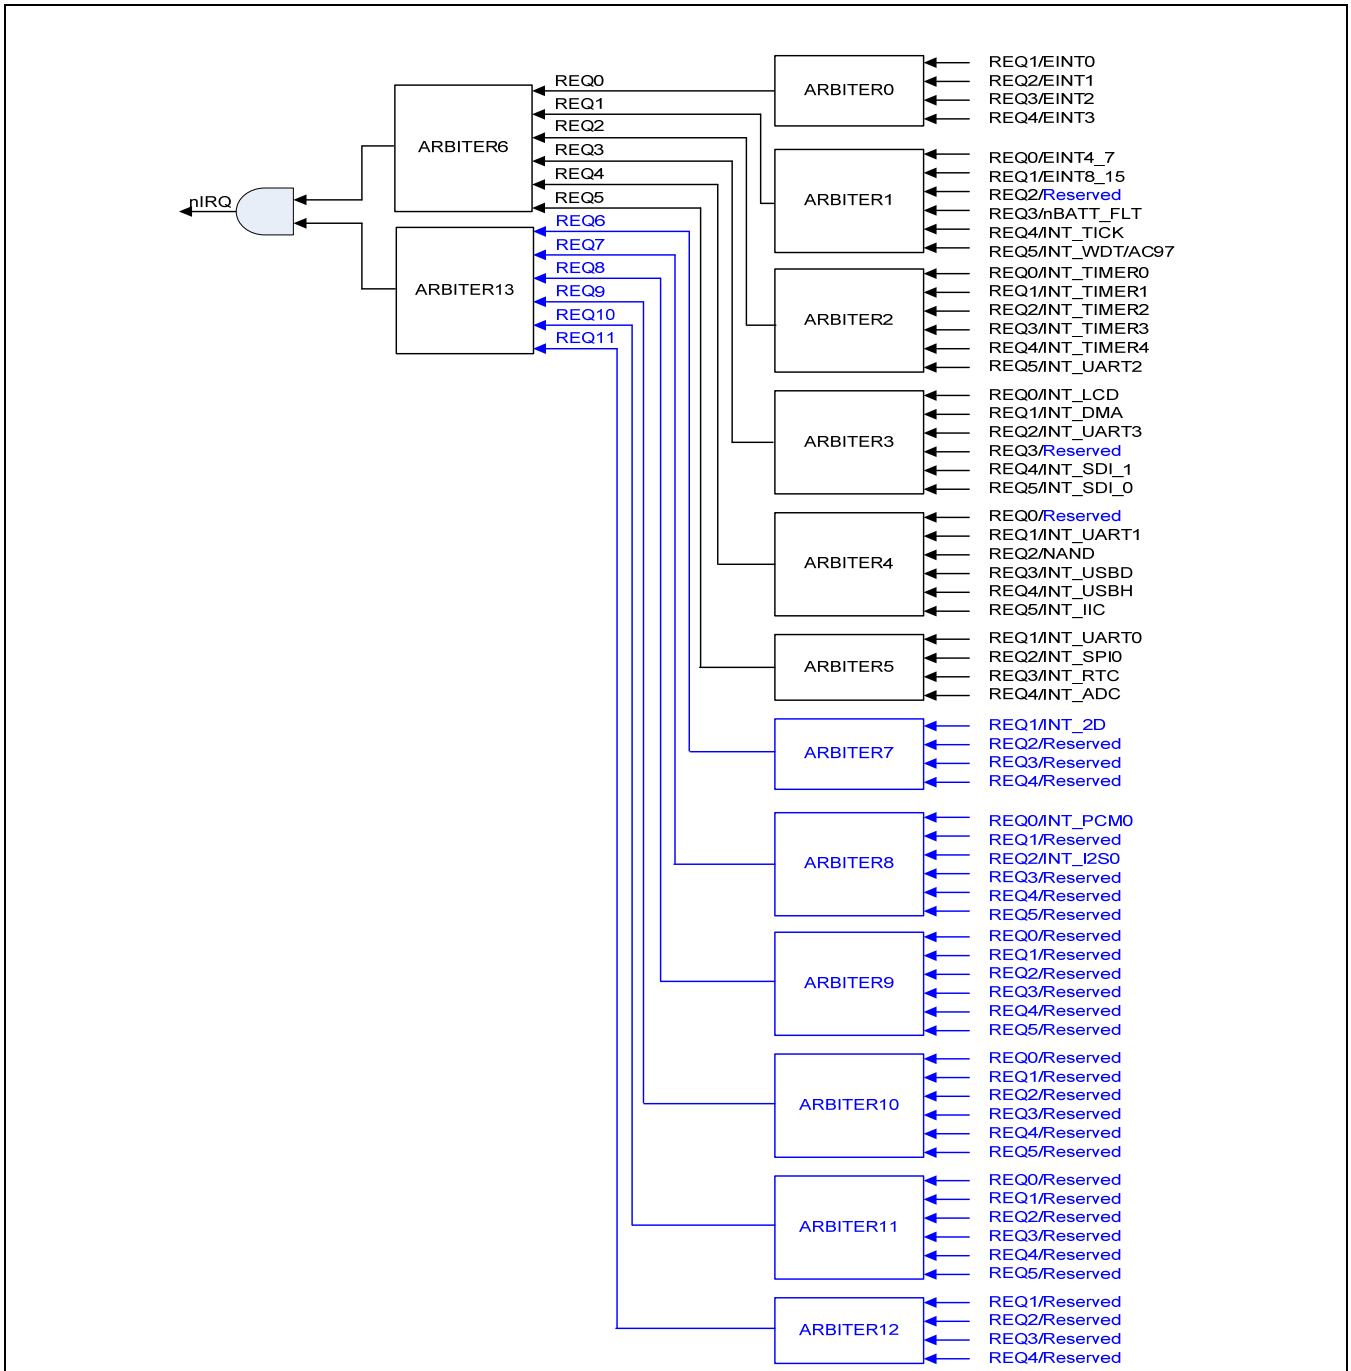 nIRQ
ARBITER6
ARBITER13
REQ0
REQ1
REQ2
REQ3
REQ4
REQ5
REQ6
REQ7
REQ8
REQ9
REQ10
REQ11
ARBITER0
REQ1/EINT0
REQ2/EINT1
REQ3/EINT2
REQ4/EINT3
ARBITER1
REQ0/EINT4_7
REQ1/EINT8_15
REQ2/Reserved
REQ3/nBATT_FLT
REQ4/INT_TICK
REQ5/INT_WDT/AC97
ARBITER2
REQ0/INT_TIMER0
REQ1/INT_TIMER1
REQ2/INT_TIMER2
REQ3/INT_TIMER3
REQ4/INT_TIMER4
REQ5/INT_UART2
ARBITER3
REQ0/INT_LCD
REQ1/INT_DMA
REQ2/INT_UART3
REQ3/Reserved
REQ4/INT_SDI_1
REQ5/INT_SDI_0
ARBITER4
REQ0/Reserved
REQ1/INT_UART1
REQ2/NAND
REQ3/INT_USBD
REQ4/INT_USBH
REQ5/INT_IIC
ARBITER5
REQ1/INT_UART0
REQ2/INT_SPI0
REQ3/INT_RTC
REQ4/INT_ADC
ARBITER7
REQ1/INT_2D
REQ2/Reserved
REQ3/Reserved
REQ4/Reserved
ARBITER8
REQ0/INT_PCM0
REQ1/Reserved
REQ2/INT_I2S0
REQ3/Reserved
REQ4/Reserved
REQ5/Reserved
ARBITER9
REQ0/Reserved
REQ1/Reserved
REQ2/Reserved
REQ3/Reserved
REQ4/Reserved
REQ5/Reserved
ARBITER10
REQ0/Reserved
REQ1/Reserved
REQ2/Reserved
REQ3/Reserved
REQ4/Reserved
REQ5/Reserved
ARBITER11
REQ0/Reserved
REQ1/Reserved
REQ2/Reserved
REQ3/Reserved
REQ4/Reserved
REQ5/Reserved
ARBITER12
REQ1/Reserved
REQ2/Reserved
REQ3/Reserved
REQ4/Reserved